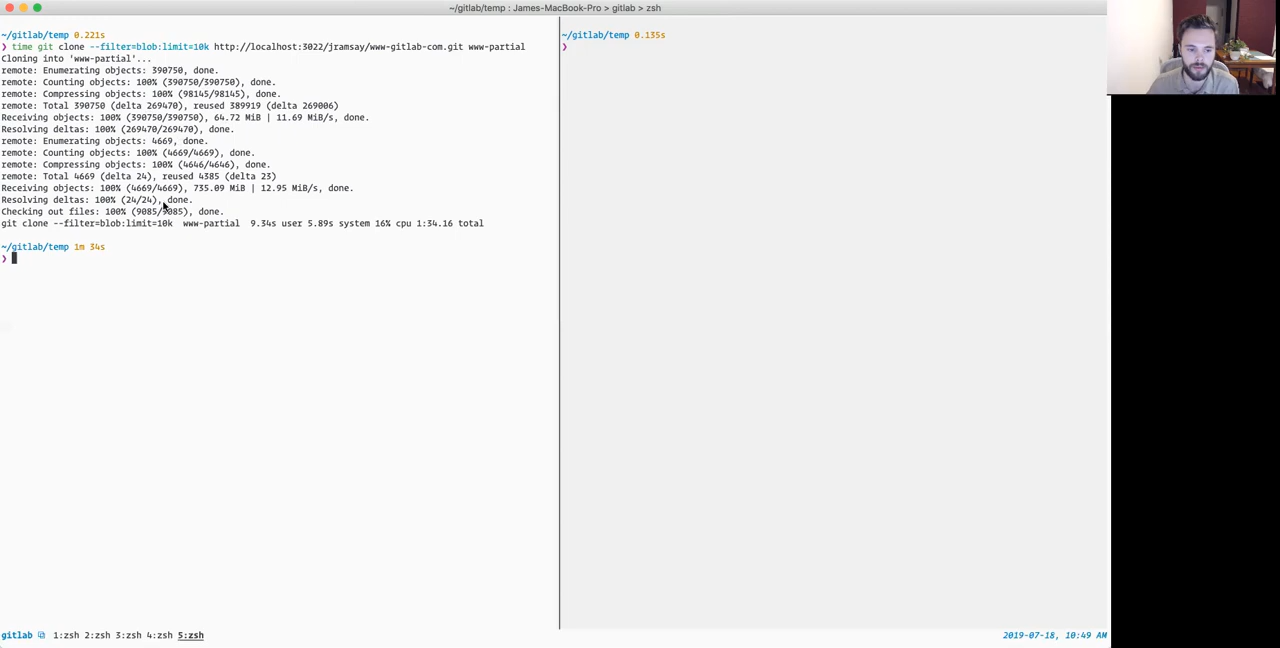 ~/gitlab/temp : James-MacBook-Pro > gitlab > zsh
~/gitlab/temp 0.221s
❯ time git clone --filter=blob:limit=10k http://localhost:3022/jramsay/www-gitlab-com.git www-partial
Cloning into 'www-partial'...
remote: Enumerating objects: 390750, done.
remote: Counting objects: 100% (390750/390750), done.
remote: Compressing objects: 100% (98145/98145), done.
remote: Total 390750 (delta 269470), reused 389919 (delta 269006)
Receiving objects: 100% (390750/390750), 64.72 MiB | 11.69 MiB/s, done.
Resolving deltas: 100% (269470/269470), done.
remote: Enumerating objects: 4669, done.
remote: Counting objects: 100% (4669/4669), done.
remote: Compressing objects: 100% (4646/4646), done.
remote: Total 4669 (delta 24), reused 4385 (delta 23)
Receiving objects: 100% (4669/4669), 735.09 MiB | 12.95 MiB/s, done.
Resolving deltas: 100% (24/24), done.
Checking out files: 100% (9085/9085), done.
git clone --filter=blob:limit=10k  www-partial  9.34s user 5.89s system 16% cpu 1:34.16 total
~/gitlab/temp 1m 34s
❯
~/gitlab/temp 0.135s
❯
gitlab 1:zsh 2:zsh 3:zsh 4:zsh 5:zsh
2019-07-18, 10:49 AM